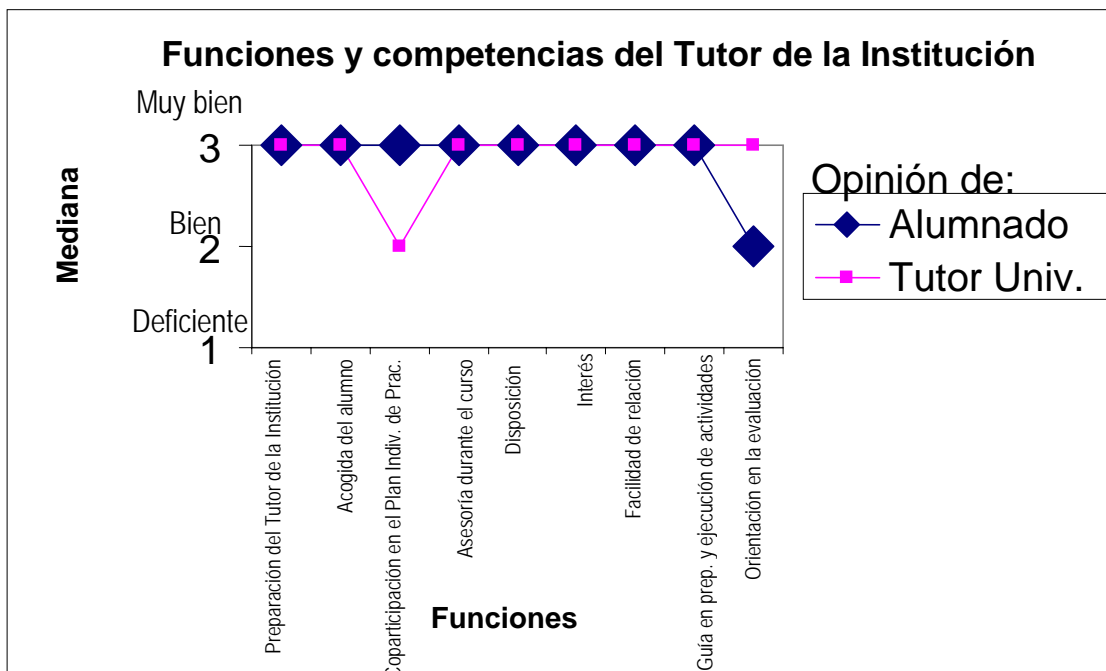 Funciones y competencias del Tutor de la Institución
Muy bien
3
Bien
2
Deficiente
1
Mediana
Opinión de:
Alumnado
Tutor Univ.
Preparación del Tutor de la Institución
Acogida del alumno
Coparticipación en el Plan Indiv. de Prac.
Asesoría durante el curso
Disposición
Interés
Facilidad de relación
Guía en prep. y ejecución de actividades
Orientación en la evaluación
Funciones